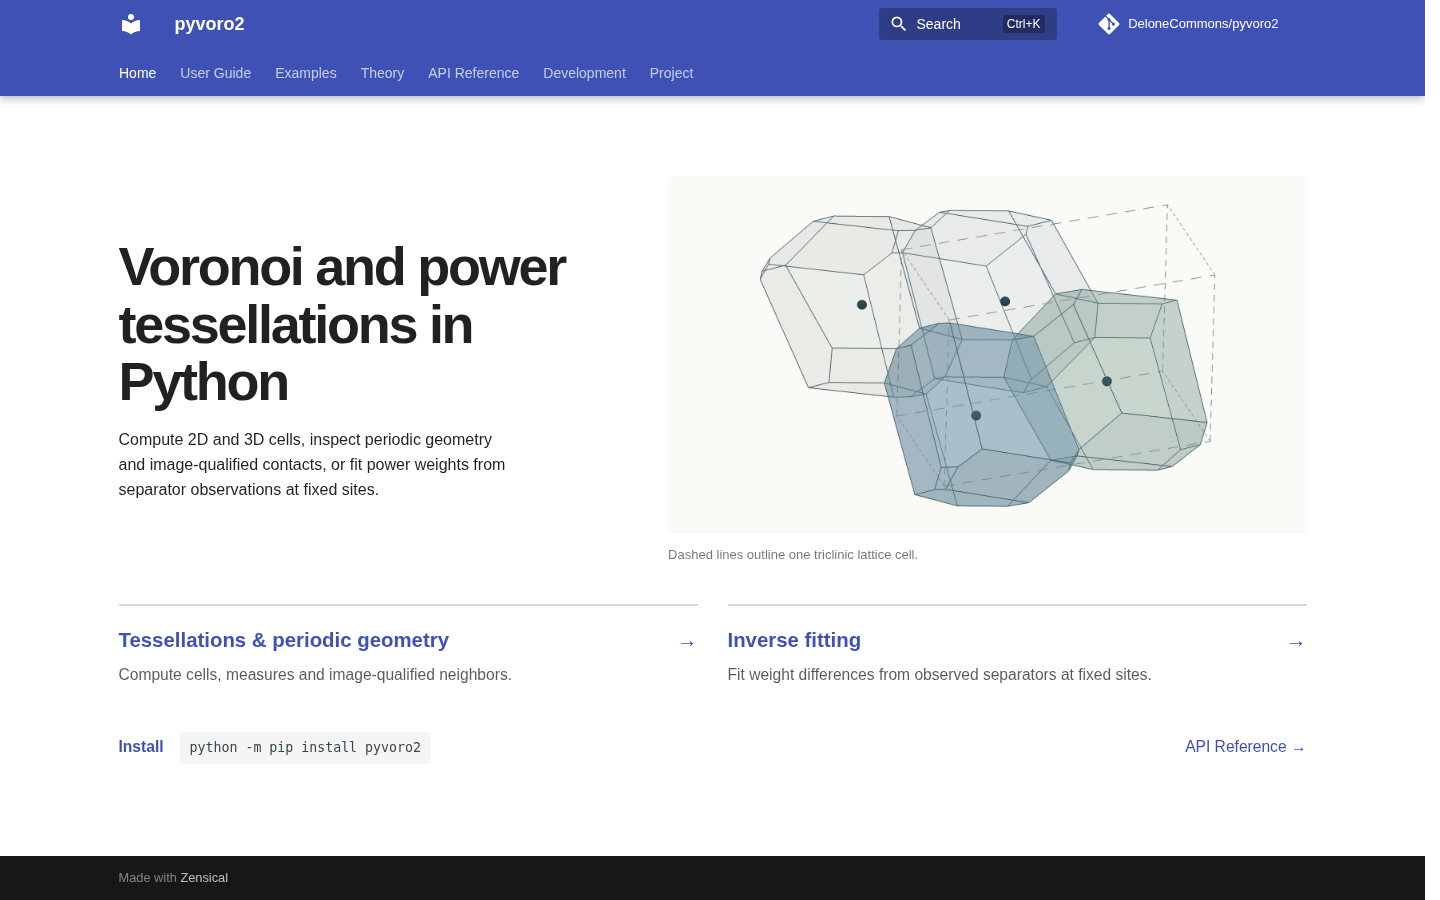 pyvoro2
Search Ctrl+K
DeloneCommons/pyvoro2
Home User Guide Examples Theory API Reference Development Project
Voronoi and power
tessellations in
Python
Compute 2D and 3D cells, inspect periodic geometry
and image-qualified contacts, or fit power weights from
separator observations at fixed sites.
Dashed lines outline one triclinic lattice cell.
Tessellations & periodic geometry →
Compute cells, measures and image-qualified neighbors.
Inverse fitting →
Fit weight differences from observed separators at fixed sites.
Install python -m pip install pyvoro2
API Reference →
Made with Zensical